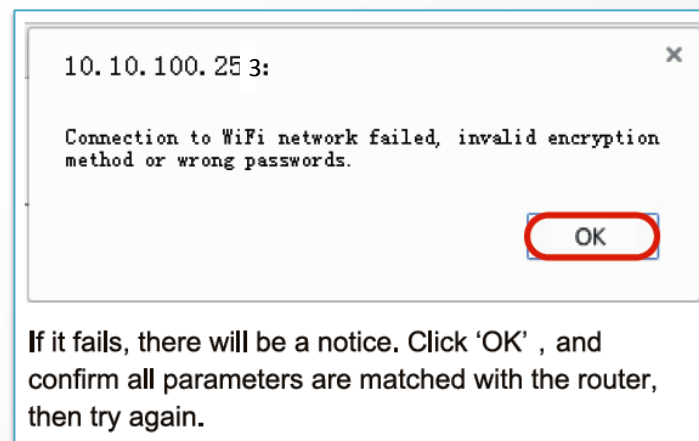 10.10.100.253:
Connection to WiFi network failed, invalid encryption
method or wrong passwords.
OK
If it fails, there will be a notice. Click ‘OK’ , and
confirm all parameters are matched with the router,
then try again.